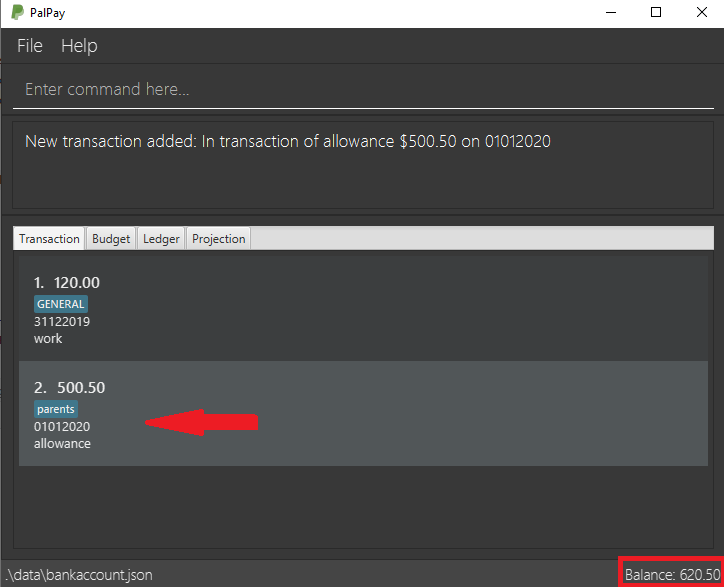 PalPay
File Help
Enter command here...
New transaction added: In transaction of allowance $500.50 on 01012020
Transaction Budget Ledger Projection
1. 120.00
GENERAL
31122019
work
2. 500.50
parents
01012020
allowance
.\data\bankaccount.json Balance: 620.50